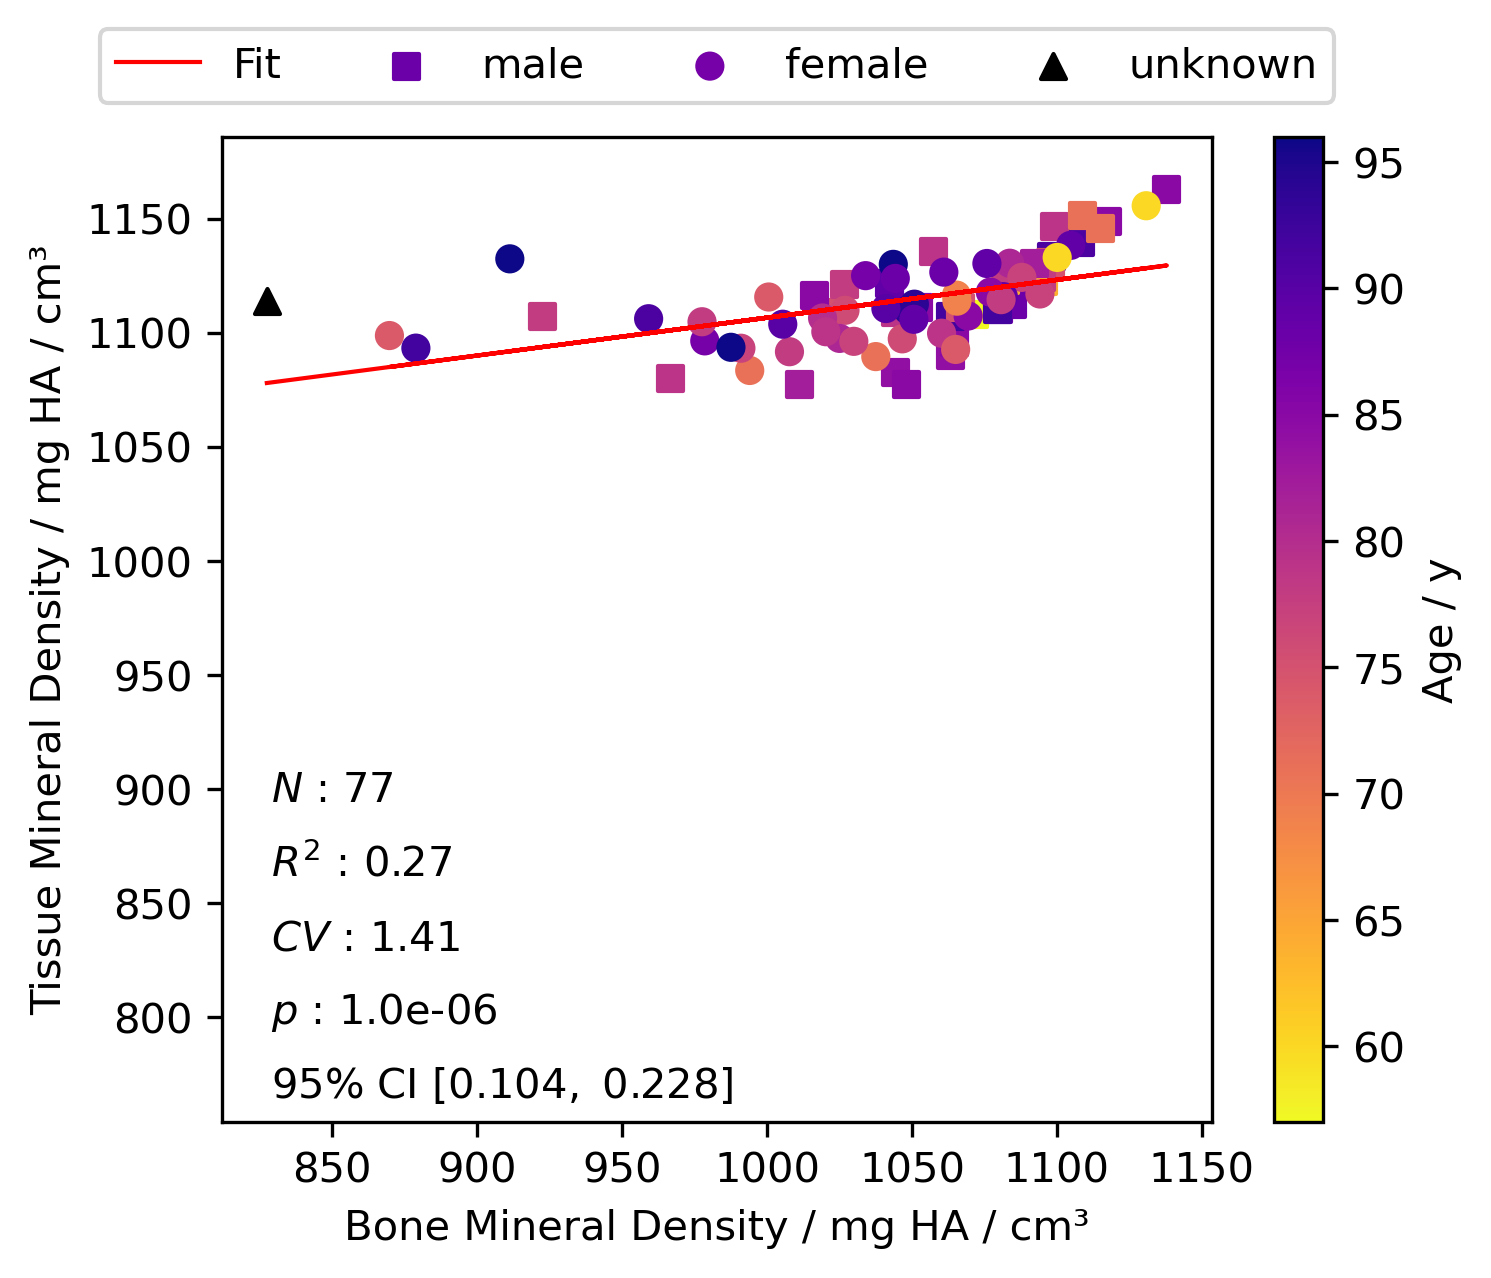 Fit male female unknown
Tissue Mineral Density / mg HA / cm³
1150
1100
1050
1000
950
900
850
800
N : 77
R² : 0.27
CV : 1.41
p : 1.0e-06
95% CI [0.104, 0.228]
850 900 950 1000 1050 1100 1150
Bone Mineral Density / mg HA / cm³
95
90
85
80
75
70
65
60
Age / y